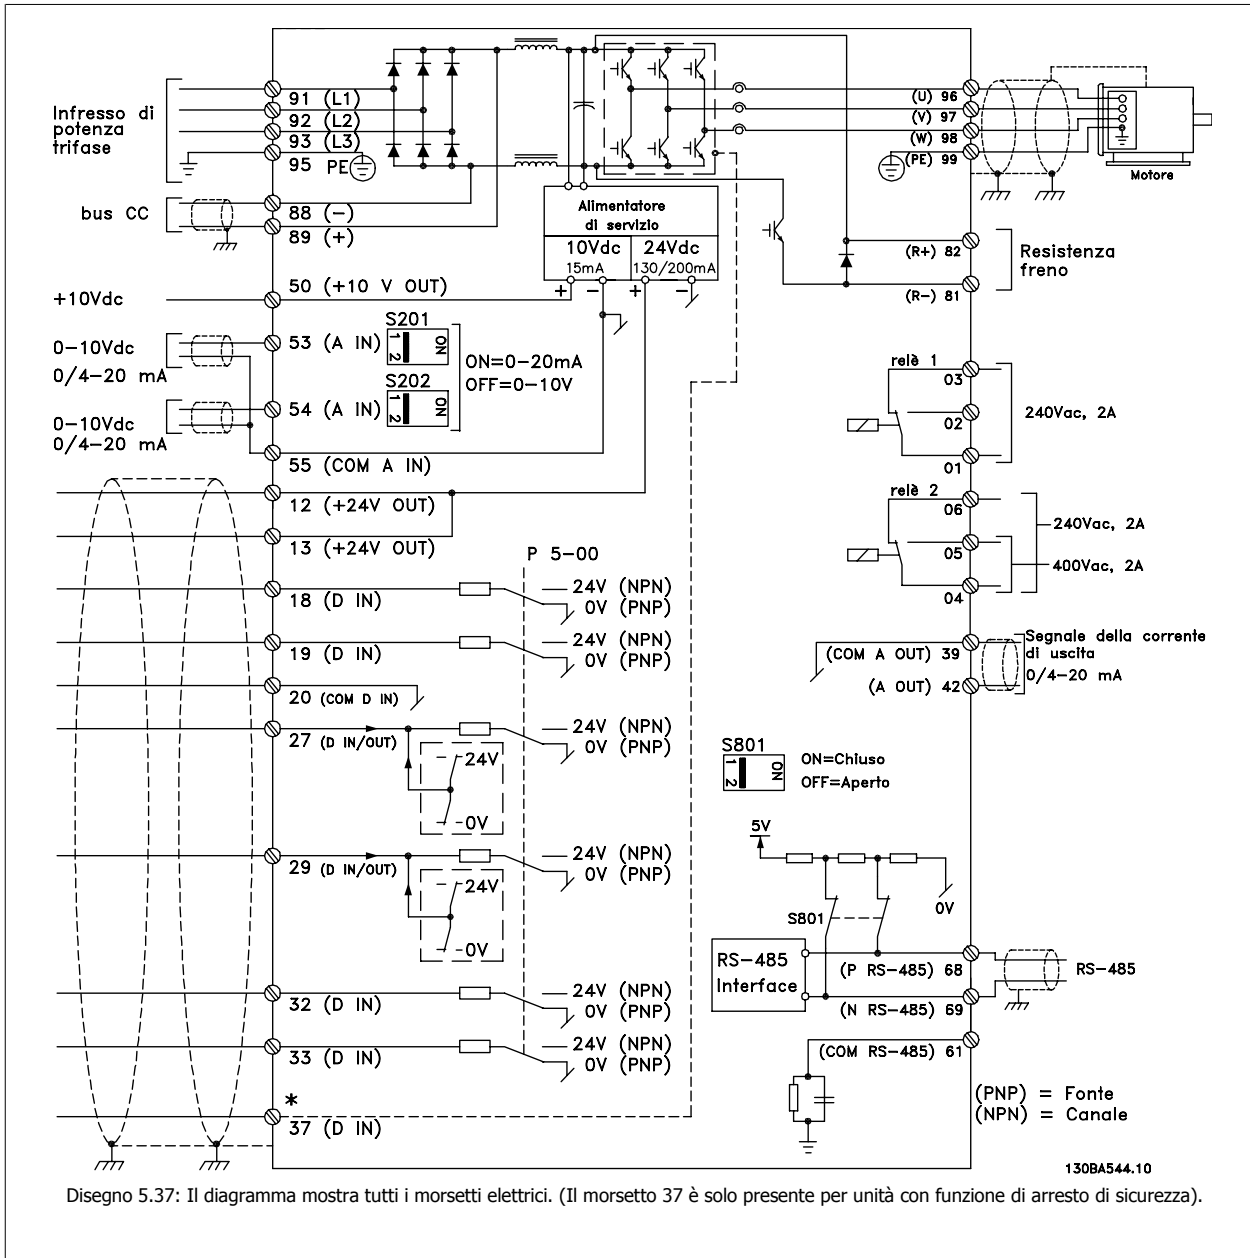 Infresso di
potenza
trifase
91 (L1)
92 (L2)
93 (L3)
95 PE
bus CC
88 (−)
89 (+)
+10Vdc
50 (+10 V OUT)
0−10Vdc
0/4−20 mA
53 (A IN)
S201
1 2
ON
ON=0−20mA
OFF=0−10V
S202
1 2
ON
0−10Vdc
0/4−20 mA
54 (A IN)
55 (COM A IN)
12 (+24V OUT)
13 (+24V OUT)
P 5-00
18 (D IN)
24V (NPN)
0V (PNP)
19 (D IN)
24V (NPN)
0V (PNP)
20 (COM D IN)
27 (D IN/OUT)
24V (NPN)
0V (PNP)
24V
0V
29 (D IN/OUT)
24V (NPN)
0V (PNP)
24V
0V
32 (D IN)
24V (NPN)
0V (PNP)
33 (D IN)
24V (NPN)
0V (PNP)
*
37 (D IN)
Alimentatore
di servizio
10Vdc
15mA
24Vdc
130/200mA
+ − + −
(U) 96
(V) 97
(W) 98
(PE) 99
Motore
(R+) 82
(R−) 81
Resistenza
freno
relè 1
03
02
01
240Vac, 2A
relè 2
06
05
04
240Vac, 2A
400Vac, 2A
(COM A OUT) 39
(A OUT) 42
Segnale della corrente
di uscita
0/4−20 mA
S801
1 2
ON
ON=Chiuso
OFF=Aperto
5V
0V
S801
RS−485
Interface
(P RS−485) 68
(N RS−485) 69
RS−485
(COM RS−485) 61
(PNP) = Fonte
(NPN) = Canale
130BA544.10
Disegno 5.37: Il diagramma mostra tutti i morsetti elettrici. (Il morsetto 37 è solo presente per unità con funzione di arresto di sicurezza).